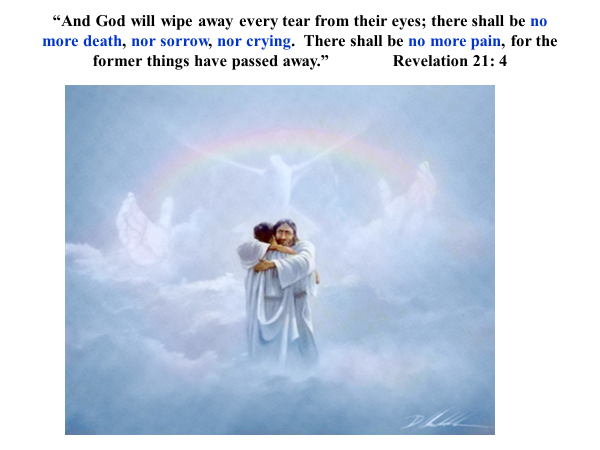 “And God will wipe away every tear from their eyes; there shall be no
more death, nor sorrow, nor crying. There shall be no more pain, for the
former things have passed away.” Revelation 21: 4